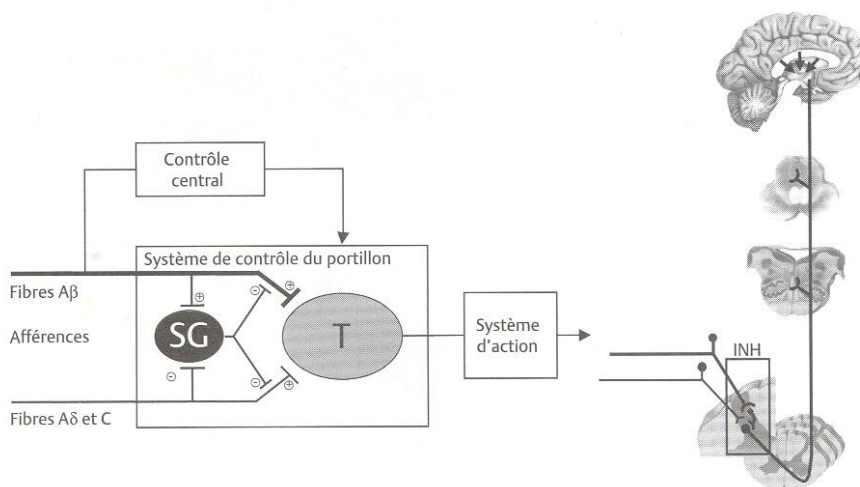 Contrôle
central
Système de contrôle du portillon
Fibres Aβ
⊕
⊖
⊕
Afférences
SG
T
Système
d'action
INH
⊖
⊖
⊕
Fibres Aδ et C